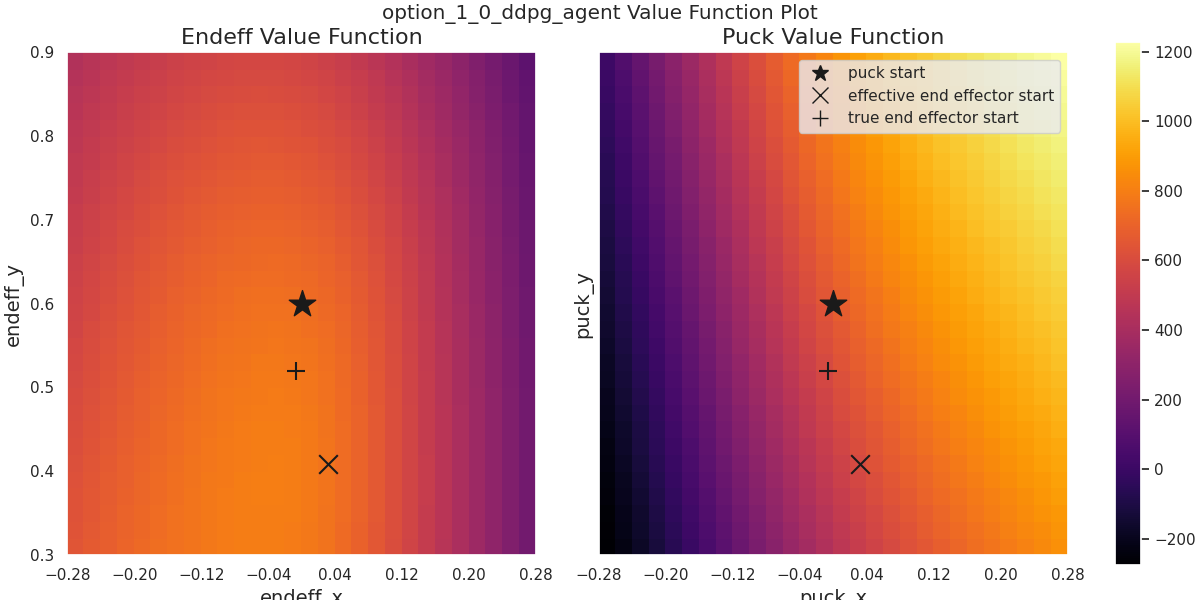 option_1_0_ddpg_agent Value Function Plot
Endeff Value Function
endeff_y
0.9
0.8
0.7
0.6
0.5
0.4
0.3
−0.28 −0.20 −0.12 −0.04 0.04 0.12 0.20 0.28
endeff_x
Puck Value Function
puck_y
puck start
effective end effector start
true end effector start
−0.28 −0.20 −0.12 −0.04 0.04 0.12 0.20 0.28
puck_x
1200
1000
800
600
400
200
0
−200